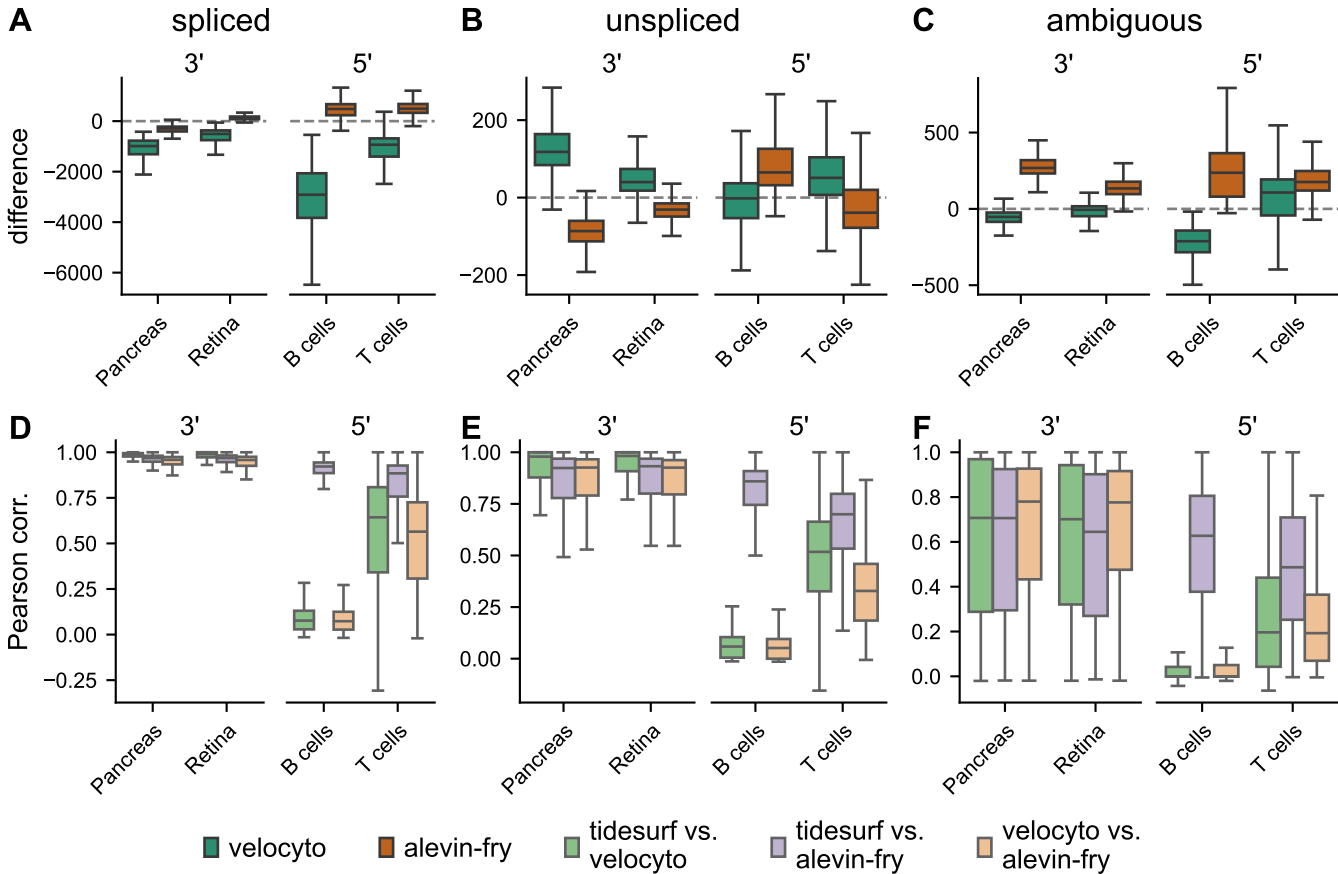 A spliced B unspliced C ambiguous
3' 5' 3' 5' 3' 5'
difference
0
−2000
−4000
−6000
200
0
−200
500
0
−500
Pancreas Retina B cells T cells Pancreas Retina B cells T cells Pancreas Retina B cells T cells
D 3' 5' E 3' 5' F 3' 5'
Pearson corr.
1.00
0.75
0.50
0.25
0.00
−0.25
1.00
0.75
0.50
0.25
0.00
1.0
0.8
0.6
0.4
0.2
0.0
Pancreas Retina B cells T cells Pancreas Retina B cells T cells Pancreas Retina B cells T cells
velocyto
alevin-fry
tidesurf vs.
velocyto
tidesurf vs.
alevin-fry
velocyto vs.
alevin-fry